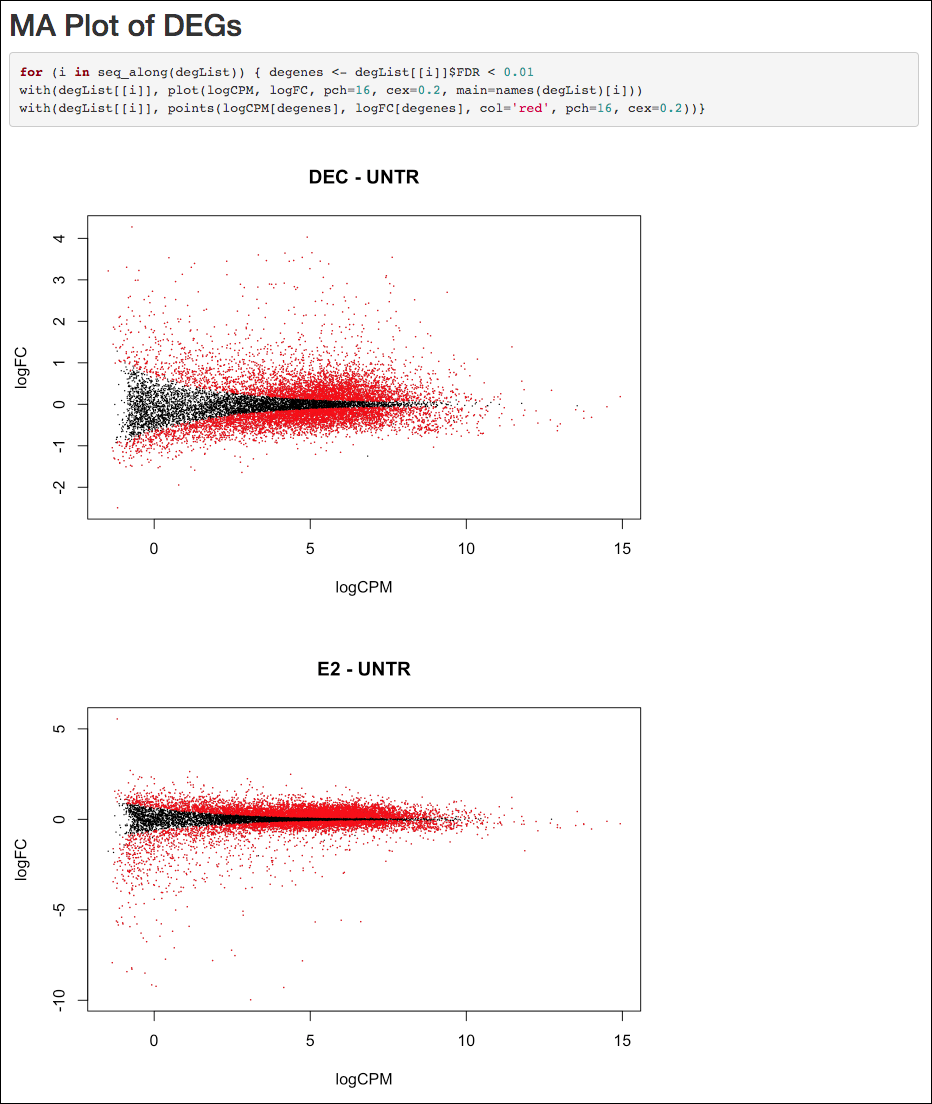 MA Plot of DEGs
for (i in seq_along(degList)) { degenes <- degList[[i]]$FDR < 0.01
with(degList[[i]], plot(logCPM, logFC, pch=16, cex=0.2, main=names(degList)[i]))
with(degList[[i]], points(logCPM[degenes], logFC[degenes], col='red', pch=16, cex=0.2))}
DEC - UNTR
4
3
2
1
0
-1
-2
logFC
0 5 10 15
logCPM
E2 - UNTR
5
0
-5
-10
logFC
0 5 10 15
logCPM